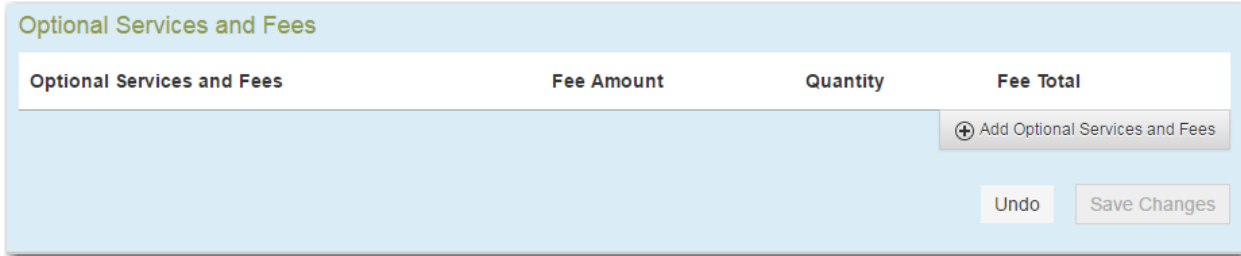 Optional Services and Fees
Optional Services and Fees Fee Amount Quantity Fee Total
Add Optional Services and Fees
Undo Save Changes